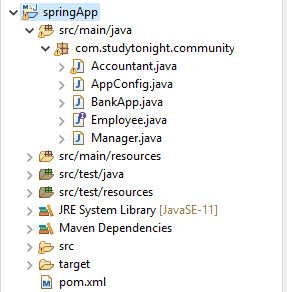 springApp
src/main/java
com.studytonight.community
Accountant.java
AppConfig.java
BankApp.java
Employee.java
Manager.java
src/main/resources
src/test/java
src/test/resources
JRE System Library [JavaSE-11]
Maven Dependencies
src
target
pom.xml